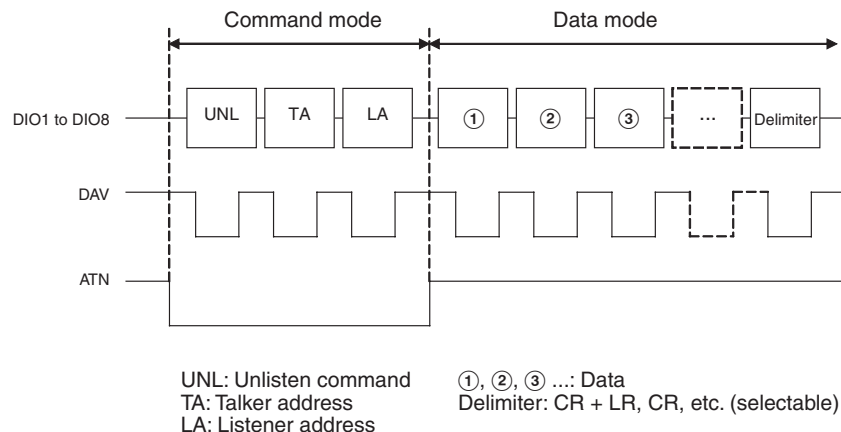 Command mode Data mode
DIO1 to DIO8 UNL TA LA ① ② ③ ... Delimiter
DAV
ATN
UNL: Unlisten command
TA: Talker address
LA: Listener address
①, ②, ③ ...: Data
Delimiter: CR + LR, CR, etc. (selectable)